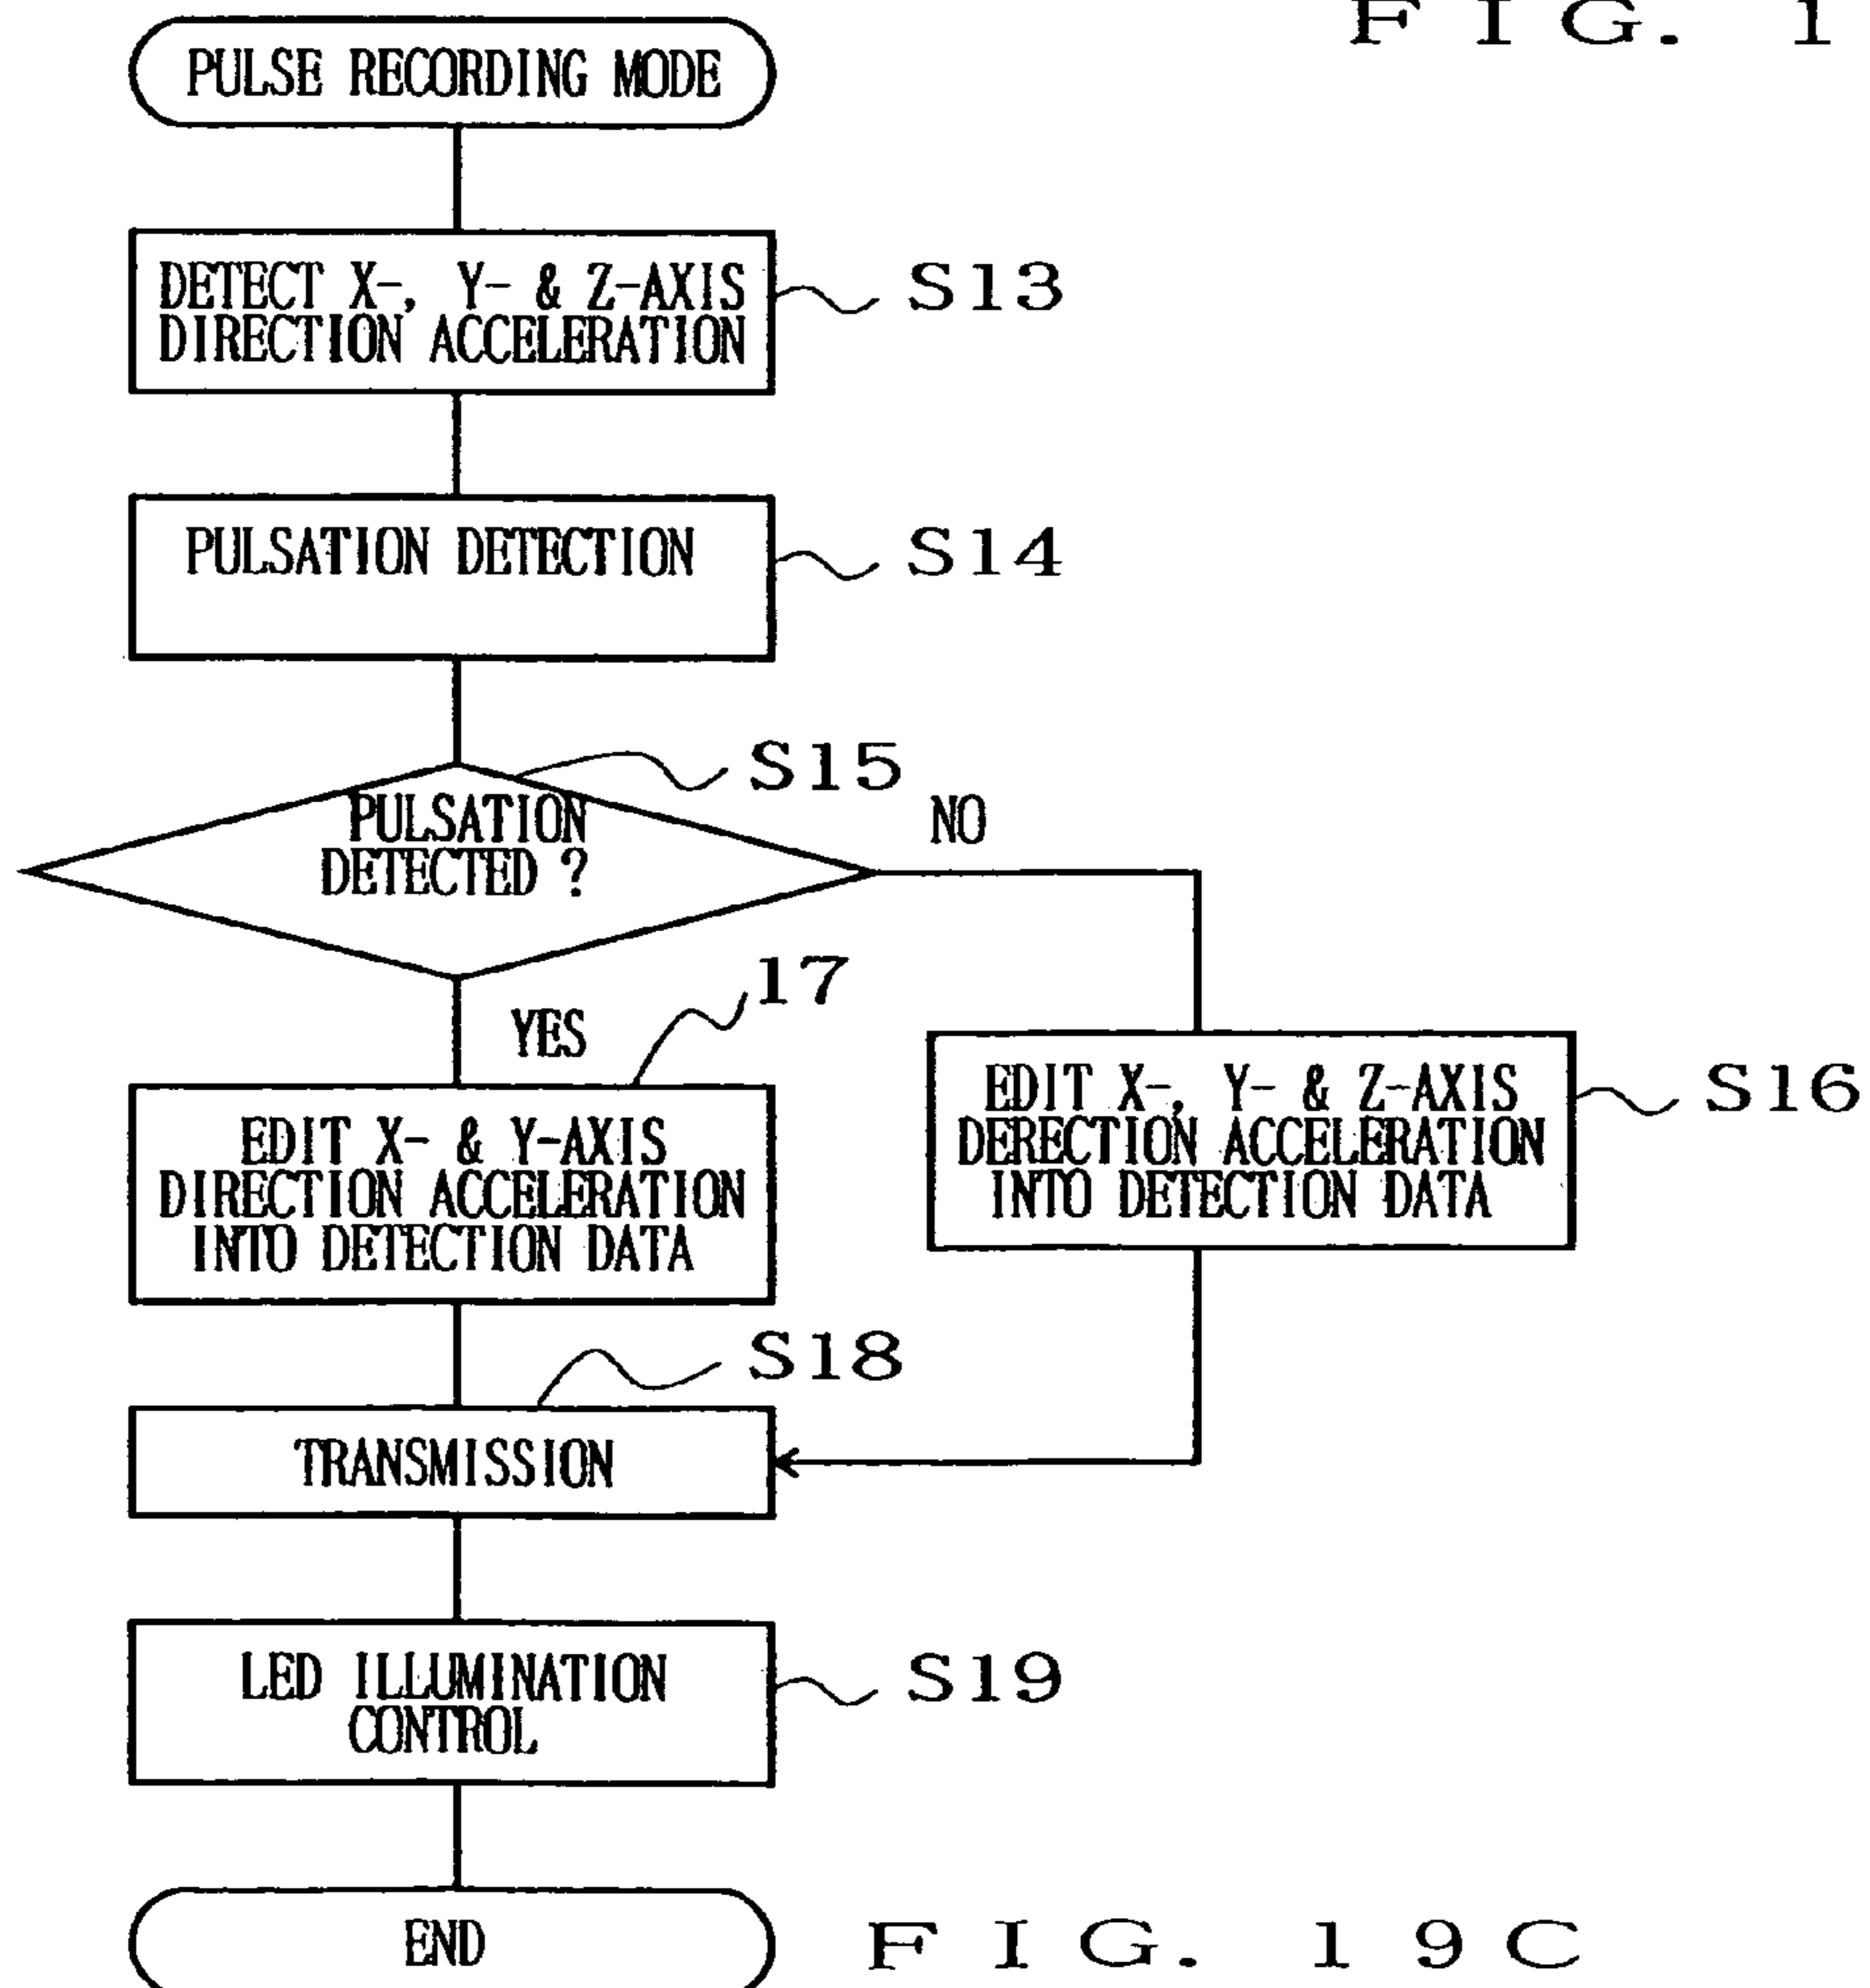 F I G. 1
PULSE RECORDING MODE
DETECT X-, Y- & Z-AXIS
DIRECTION ACCELERATION
S13
PULSATION DETECTION
S14
S15
PULSATION
DETECTED ?
NO
17
YES
EDIT X- & Y-AXIS
DIRECTION ACCELERATION
INTO DETECTION DATA
EDIT X-, Y- & Z-AXIS
DERECTION ACCELERATION
INTO DETECTION DATA
S16
S18
TRANSMISSION
LED ILLUMINATION
CONTROL
S19
END
F I G. 1 9 C